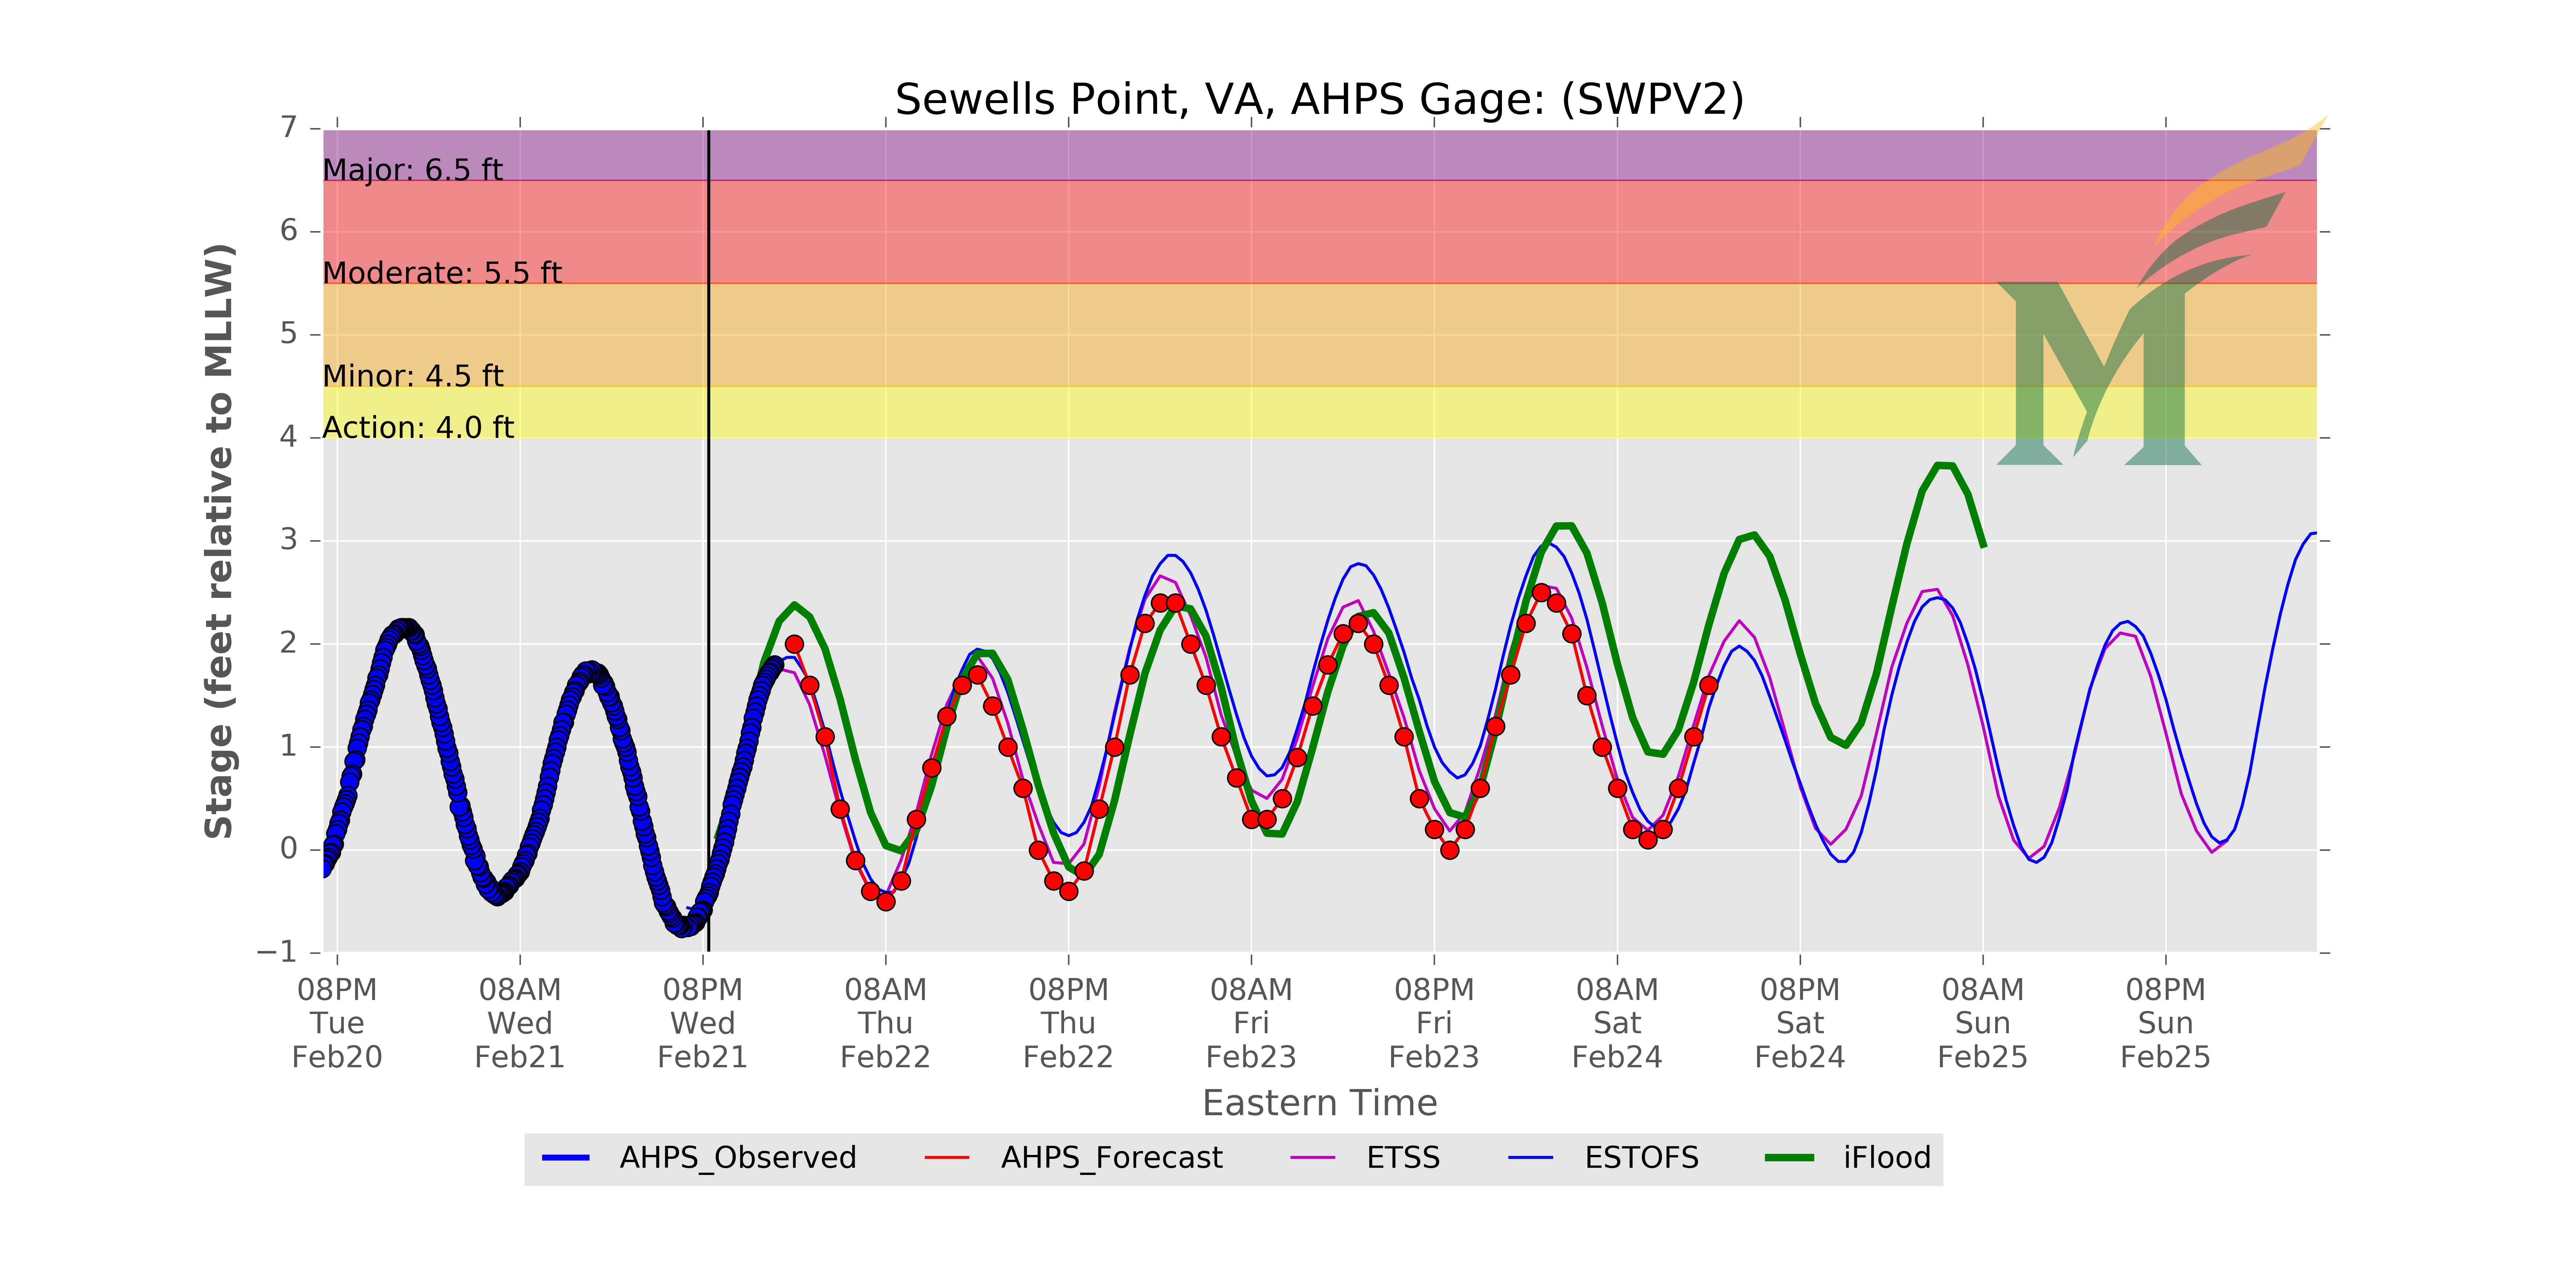 Sewells Point, VA, AHPS Gage: (SWPV2)
Stage (feet relative to MLLW)
7
6
5
4
3
2
1
0
−1
Major: 6.5 ft
Moderate: 5.5 ft
Minor: 4.5 ft
Action: 4.0 ft
M
08PM 08AM 08PM 08AM 08PM 08AM 08PM 08AM 08PM 08AM 08PM
Tue Wed Wed Thu Thu Fri Fri Sat Sat Sun Sun
Feb20 Feb21 Feb21 Feb22 Feb22 Feb23 Feb23 Feb24 Feb24 Feb25 Feb25
Eastern Time
AHPS_Observed AHPS_Forecast ETSS ESTOFS iFlood